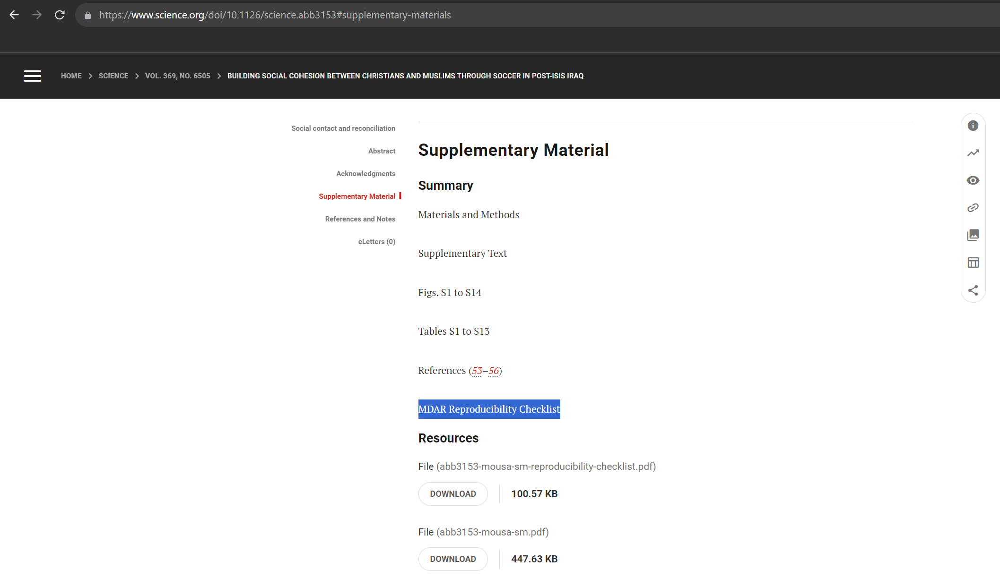 https://www.science.org/doi/10.1126/science.abb3153#supplementary-materials
HOME > SCIENCE > VOL. 369, NO. 6505 > BUILDING SOCIAL COHESION BETWEEN CHRISTIANS AND MUSLIMS THROUGH SOCCER IN POST-ISIS IRAQ
Social contact and reconciliation
Abstract
Acknowledgments
Supplementary Material
References and Notes
eLetters (0)
Supplementary Material
Summary
Materials and Methods
Supplementary Text
Figs. S1 to S14
Tables S1 to S13
References (53–56)
MDAR Reproducibility Checklist
Resources
File (abb3153-mousa-sm-reproducibility-checklist.pdf)
DOWNLOAD 100.57 KB
File (abb3153-mousa-sm.pdf)
DOWNLOAD 447.63 KB